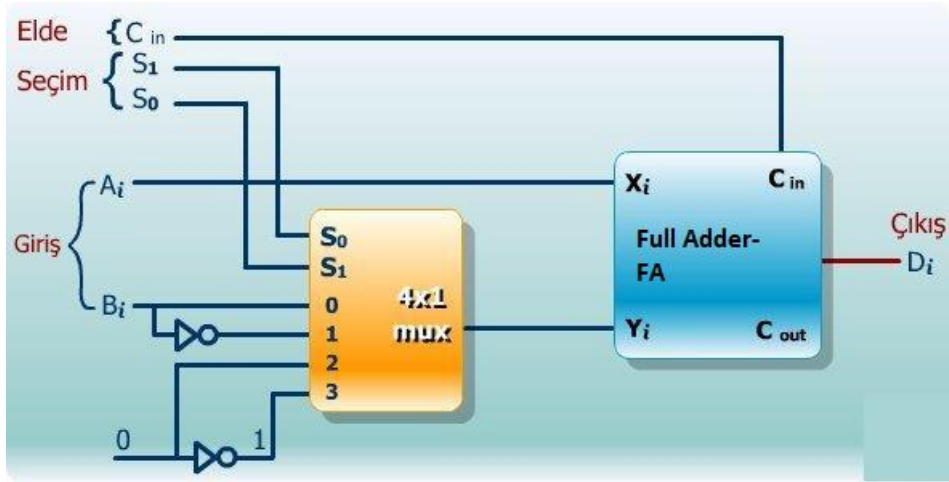 Elde { C in
Seçim { S1
S0
Giriş { Ai
Bi
S0
S1
0
1
2
3
4x1
mux
0
1
Xi
C in
Full Adder-
FA
Yi
C out
Çıkış
Di